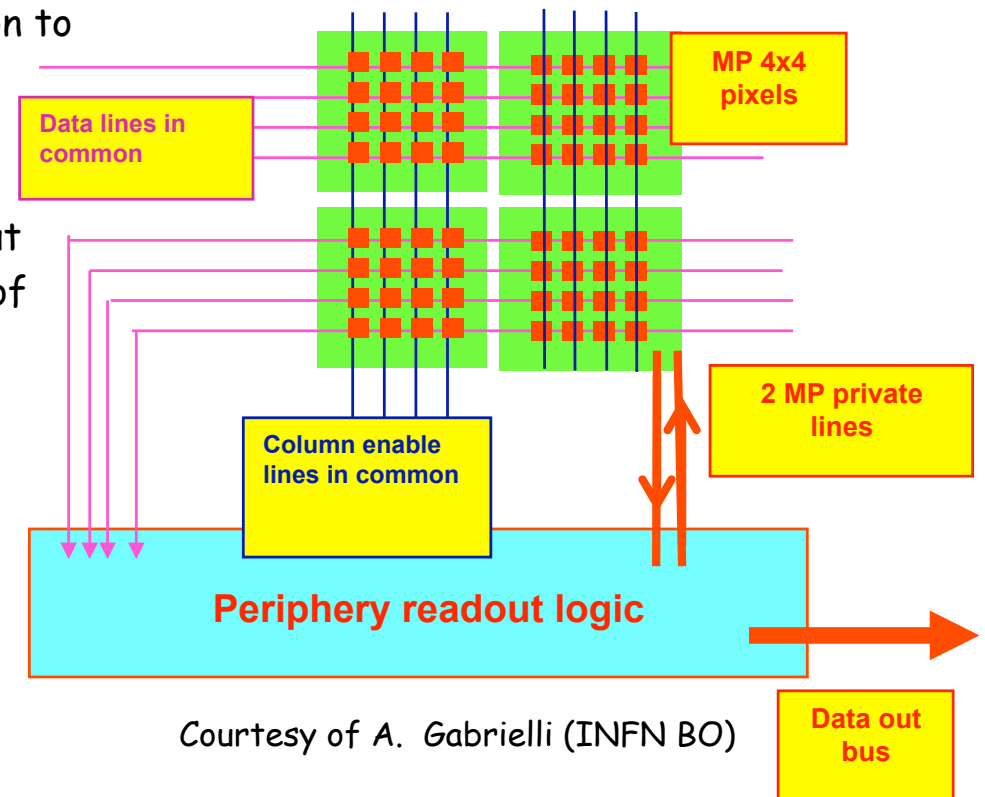 on to
MP 4x4
pixels
Data lines in
common
of
2 MP private
lines
Column enable
lines in common
Periphery readout logic
Courtesy of A. Gabrielli (INFN BO)
Data out
bus